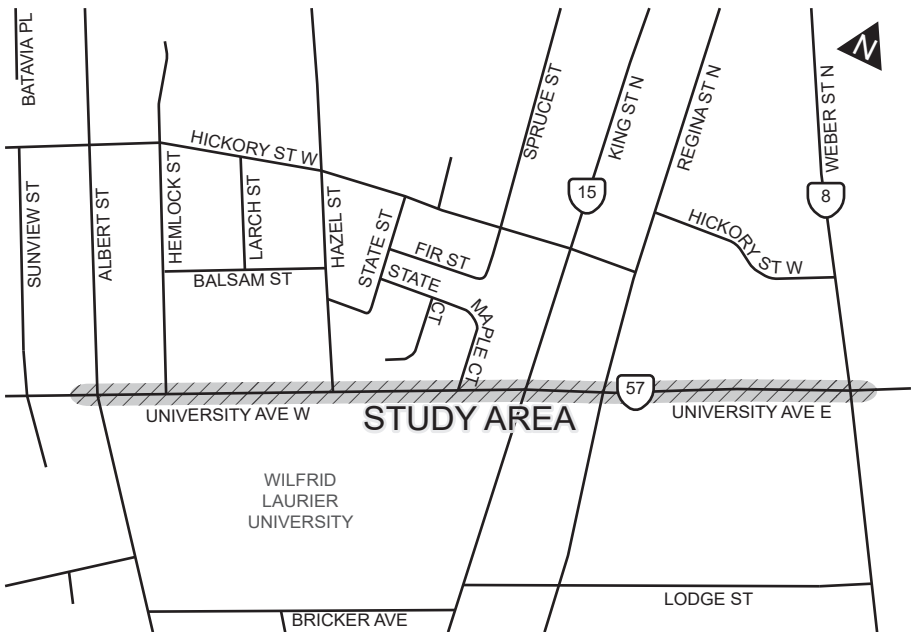 BATAVIA PL
N
SPRUCE ST
KING ST N
REGINA ST N
WEBER ST N
HICKORY ST W
15
8
SUNVIEW ST
ALBERT ST
HEMLOCK ST
LARCH ST
HAZEL ST
STATE ST
FIR ST
HICKORY ST W
BALSAM ST
STATE
CT
MAPLE CT
57
UNIVERSITY AVE W
STUDY AREA
UNIVERSITY AVE E
WILFRID
LAURIER
UNIVERSITY
LODGE ST
BRICKER AVE